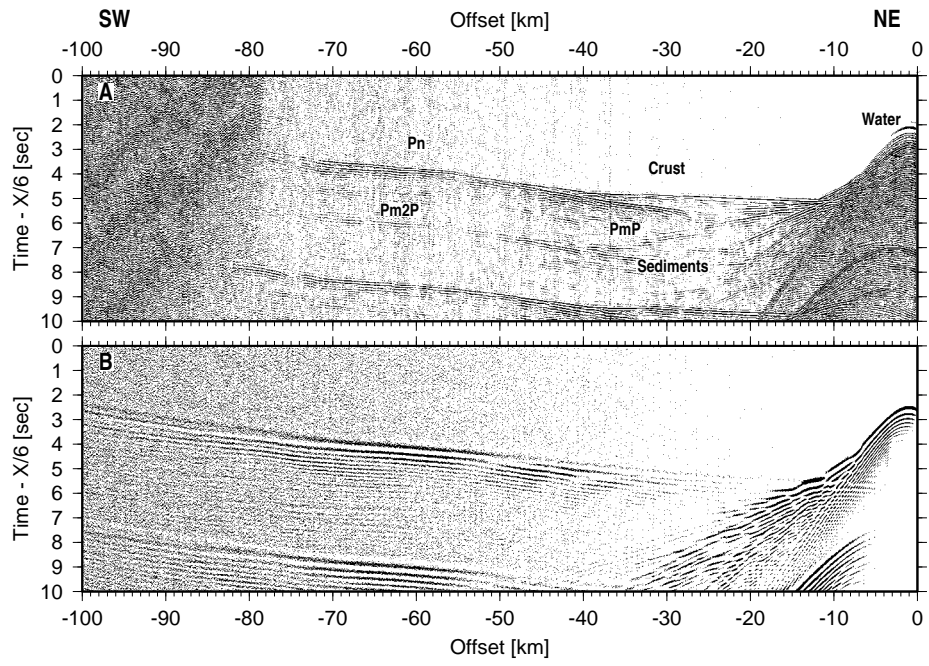 SW Offset [km] NE
-100 -90 -80 -70 -60 -50 -40 -30 -20 -10 0
0
1
2
3
4
5
6
7
8
9
10
Time - X/6 [sec]
A
Water
Pn
Crust
Pm2P
PmP
Sediments
0
1
2
3
4
5
6
7
8
9
10
Time - X/6 [sec]
B
-100 -90 -80 -70 -60 -50 -40 -30 -20 -10 0
Offset [km]